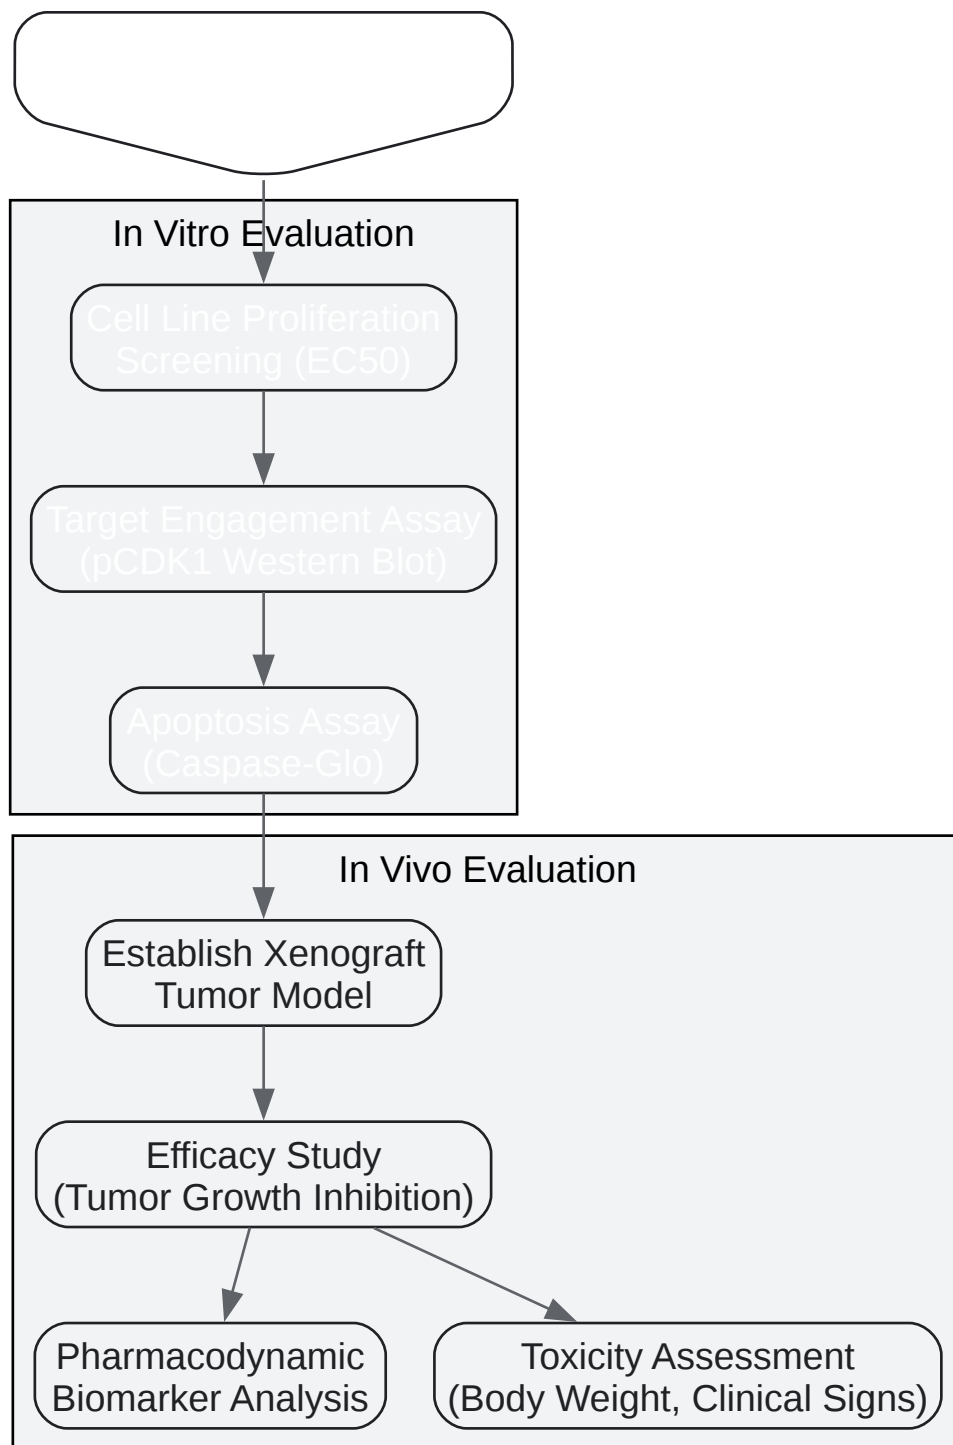 In Vitro Evaluation
Cell Line Proliferation
Screening (EC50)
Target Engagement Assay
(pCDK1 Western Blot)
Apoptosis Assay
(Caspase-Glo)
In Vivo Evaluation
Establish Xenograft
Tumor Model
Efficacy Study
(Tumor Growth Inhibition)
Pharmacodynamic
Biomarker Analysis
Toxicity Assessment
(Body Weight, Clinical Signs)